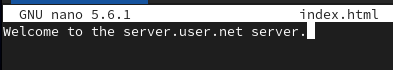 GNU nano 5.6.1 index.html
Welcome to the server.user.net server.